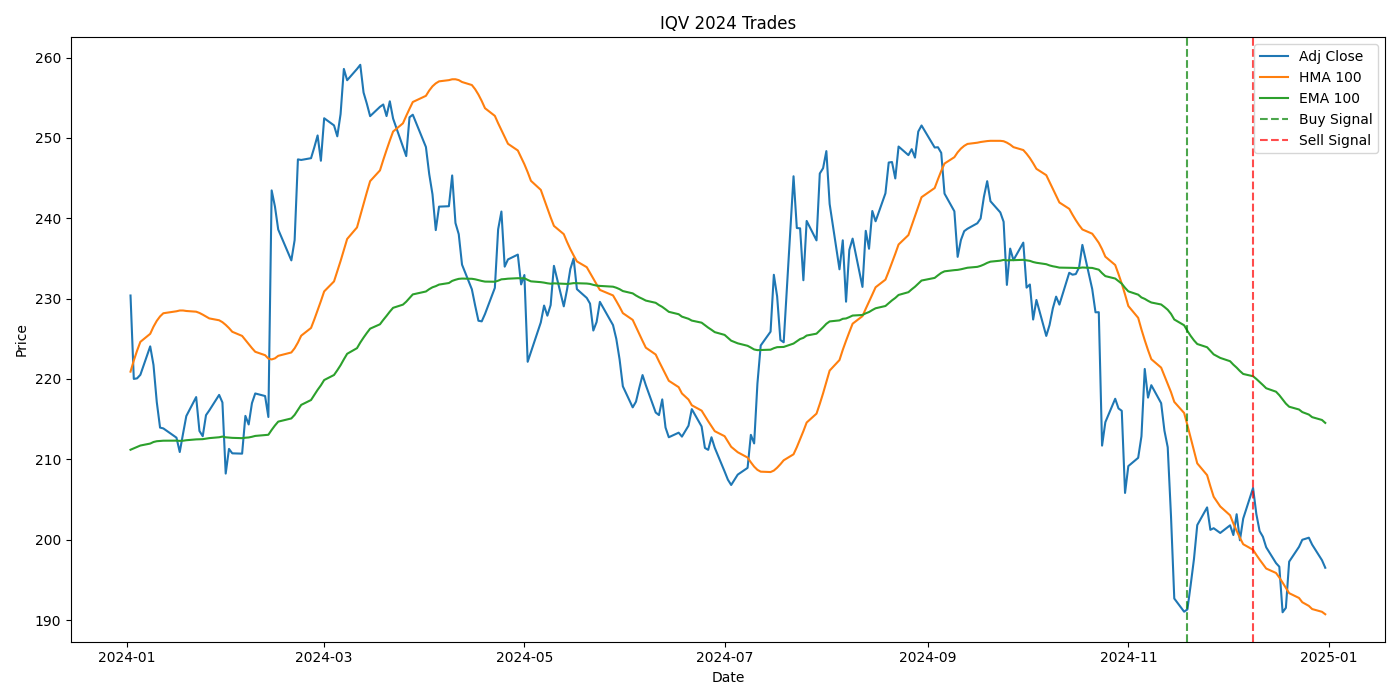 IQV 2024 Trades
Adj Close
HMA 100
EMA 100
Buy Signal
Sell Signal
Price
260
250
240
230
220
210
200
190
2024-01
2024-03
2024-05
2024-07
2024-09
2024-11
2025-01
Date